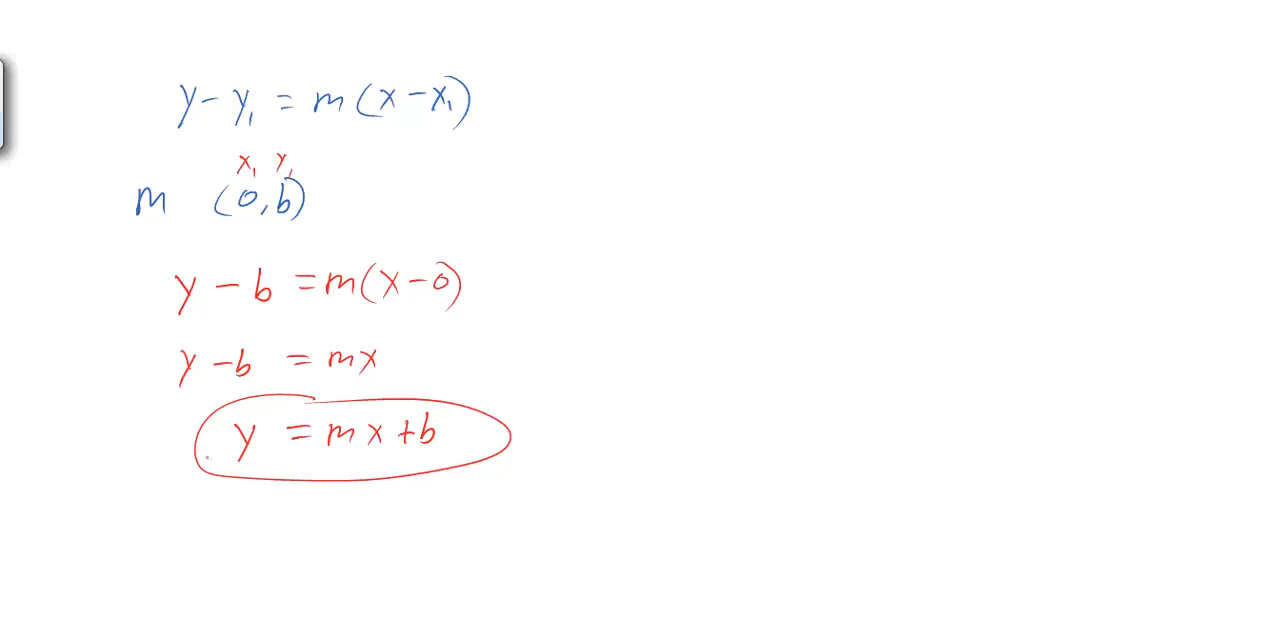 y - y₁ = m(x - x₁)
x₁ y₁
m (0, b)
y - b = m(x - 0)
y - b = mx
y = mx + b